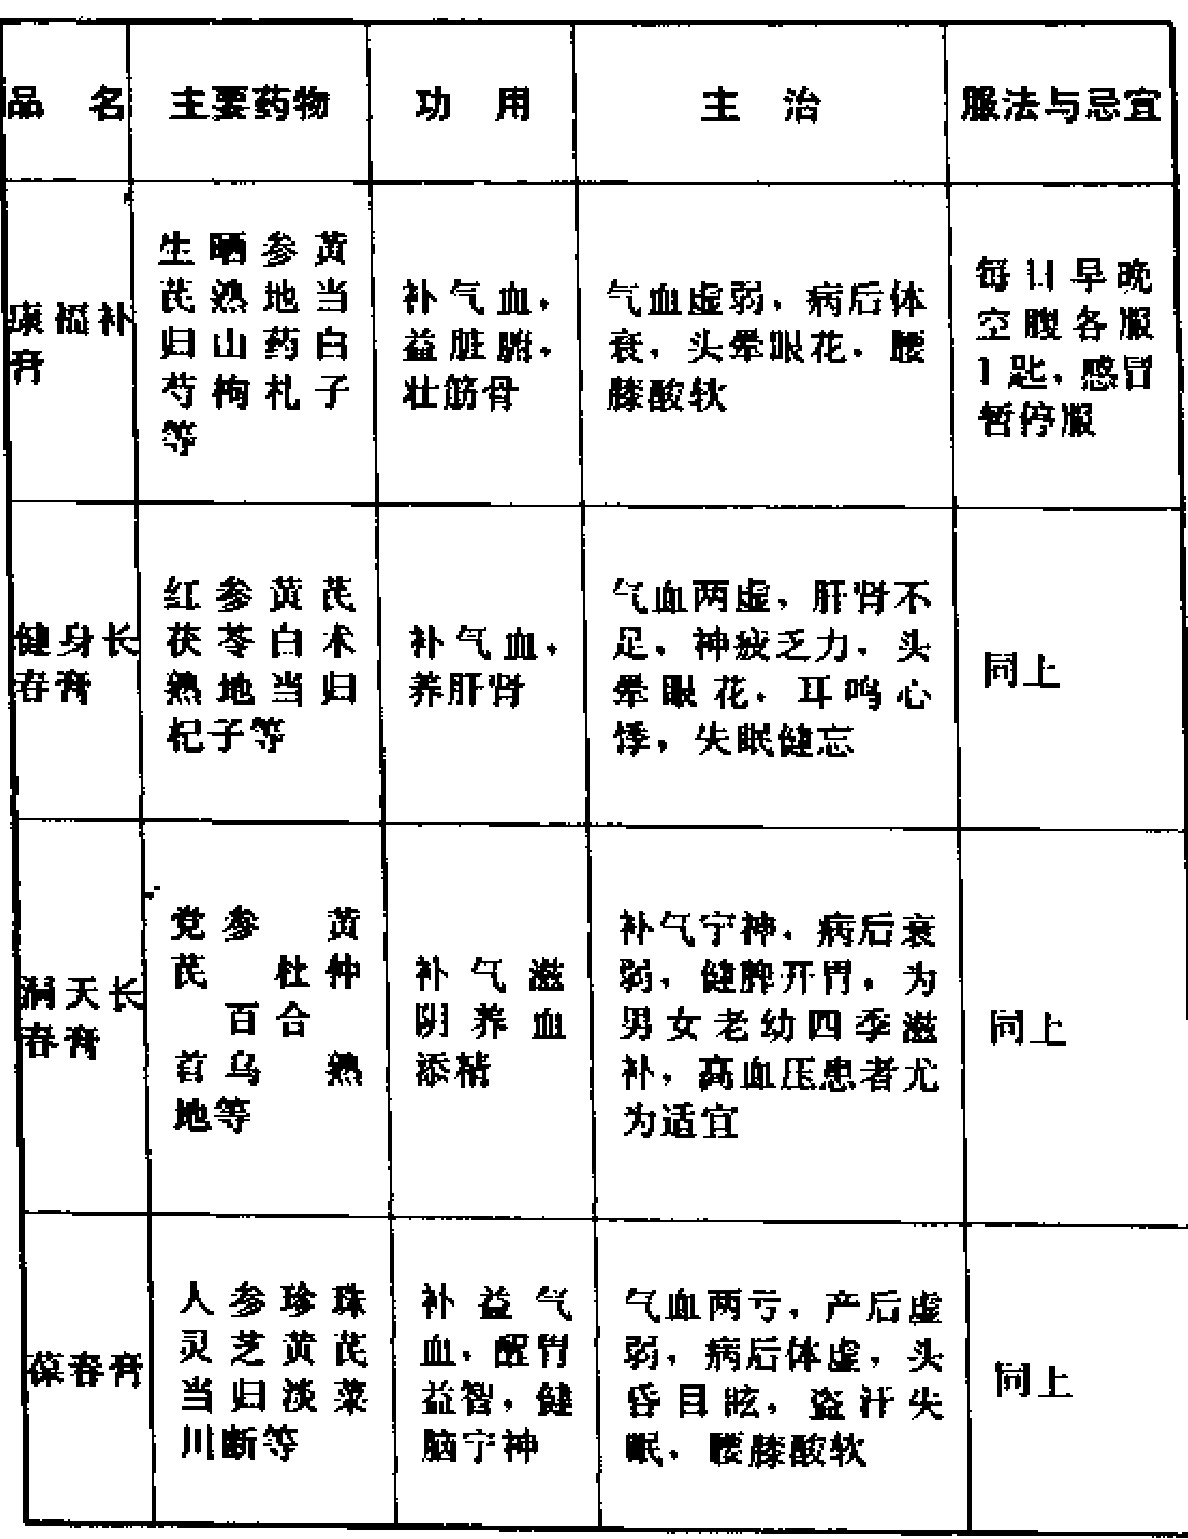 品 名 主要药物 功 用 主 治 服法与忌宜
康福补
膏
生晒参黄
芪熟地当
归山药白
芍枸杞子
等
补气血，
益脏腑，
壮筋骨
气血虚弱，病后体
衰，头晕眼花，腰
膝酸软
每日早晚
空腹各服
1匙，感冒
暂停服
健身长
春膏
红参黄芪
茯苓白术
熟地当归
杞子等
补气血，
养肝肾
气血两虚，肝肾不
足，神疲乏力，头
晕眼花，耳鸣心
悸，失眠健忘
同上
洞天长
春膏
党参 黄
芪 杜仲
百合
首乌 熟
地等
补气滋
阴养血
添精
补气宁神，病后衰
弱，健脾开胃，为
男女老幼四季滋
补，高血压患者尤
为适宜
同上
葆春膏
人参珍珠
灵芝黄芪
当归淡菜
川断等
补益气
血，醒胃
益智，健
脑宁神
气血两亏，产后虚
弱，病后体虚，头
昏目眩，盗汗失
眠，腰膝酸软
同上